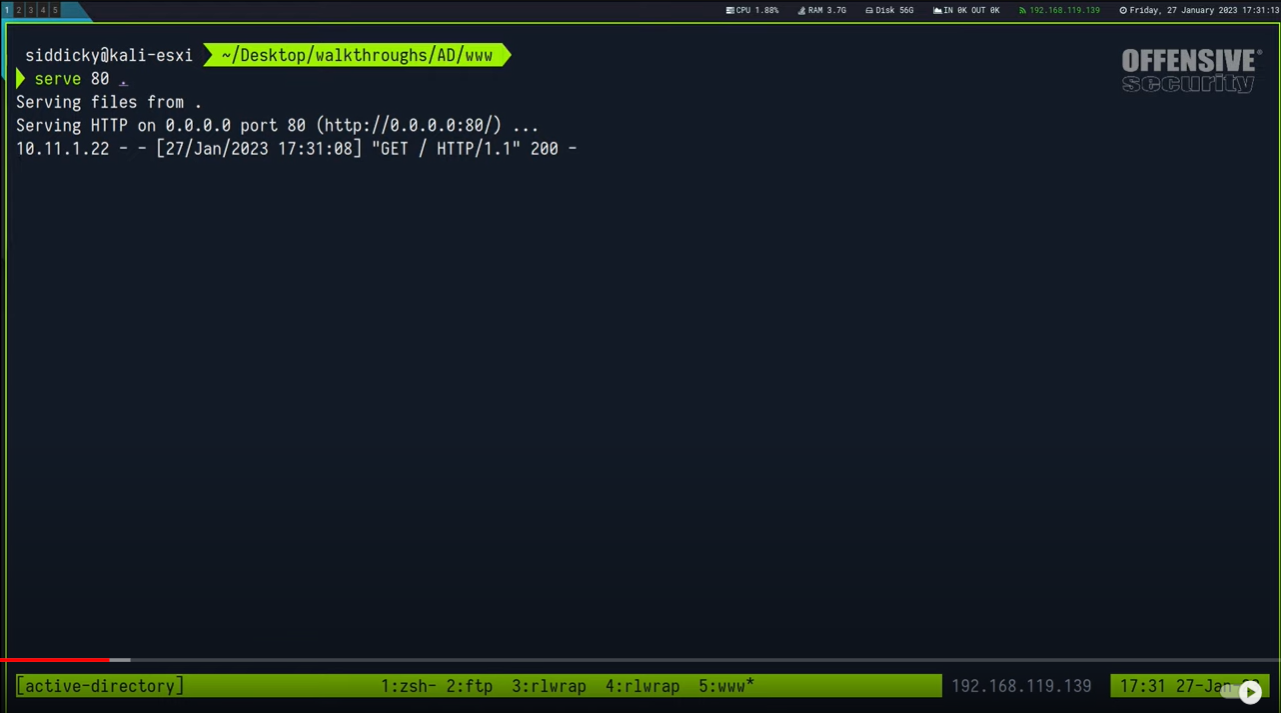 1 2 3 4 5 CPU 1.88% RAM 3.7G Disk 56G IN 0K OUT 0K 192.168.119.139 Friday, 27 January 2023 17:31:13
siddicky@kali-esxi ~/Desktop/walkthroughs/AD/www
OFFENSIVE®
security
serve 80 .
Serving files from .
Serving HTTP on 0.0.0.0 port 80 (http://0.0.0.0:80/) ...
10.11.1.22 - - [27/Jan/2023 17:31:08] "GET / HTTP/1.1" 200 -
[active-directory] 1:zsh- 2:ftp 3:rlwrap 4:rlwrap 5:www* 192.168.119.139 17:31 27-Jan